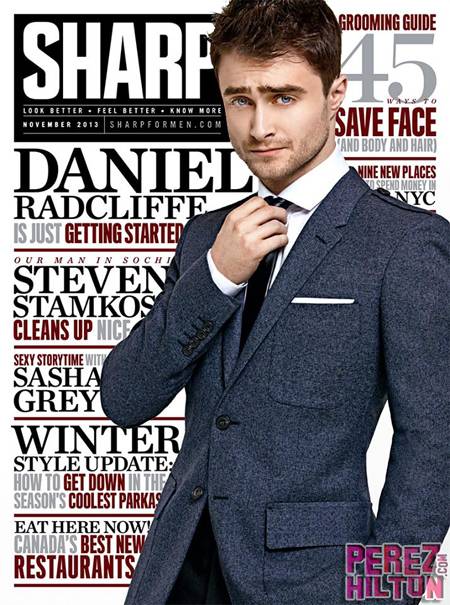 SHARP
LOOK BETTER • FEEL BETTER • KNOW MORE
NOVEMBER 2013 | SHARPFORMEN.COM
DANIEL
RADCLIFFE
IS JUST GETTING STARTED
OUR MAN IN SOCHI
STEVEN
STAMKOS
CLEANS UP NICE
SEXY STORYTIME WITH
SASHA
GREY
WINTER
STYLE UPDATE:
HOW TO GET DOWN IN THE
SEASON'S COOLEST PARKAS
EAT HERE NOW!
CANADA'S BEST NEW
RESTAURANTS
GROOMING GUIDE
45
WAYS TO
SAVE FACE
(AND BODY AND HAIR)
NINE NEW PLACES
TO SPEND MONEY IN
NYC
PEREZ
HILTON
.COM